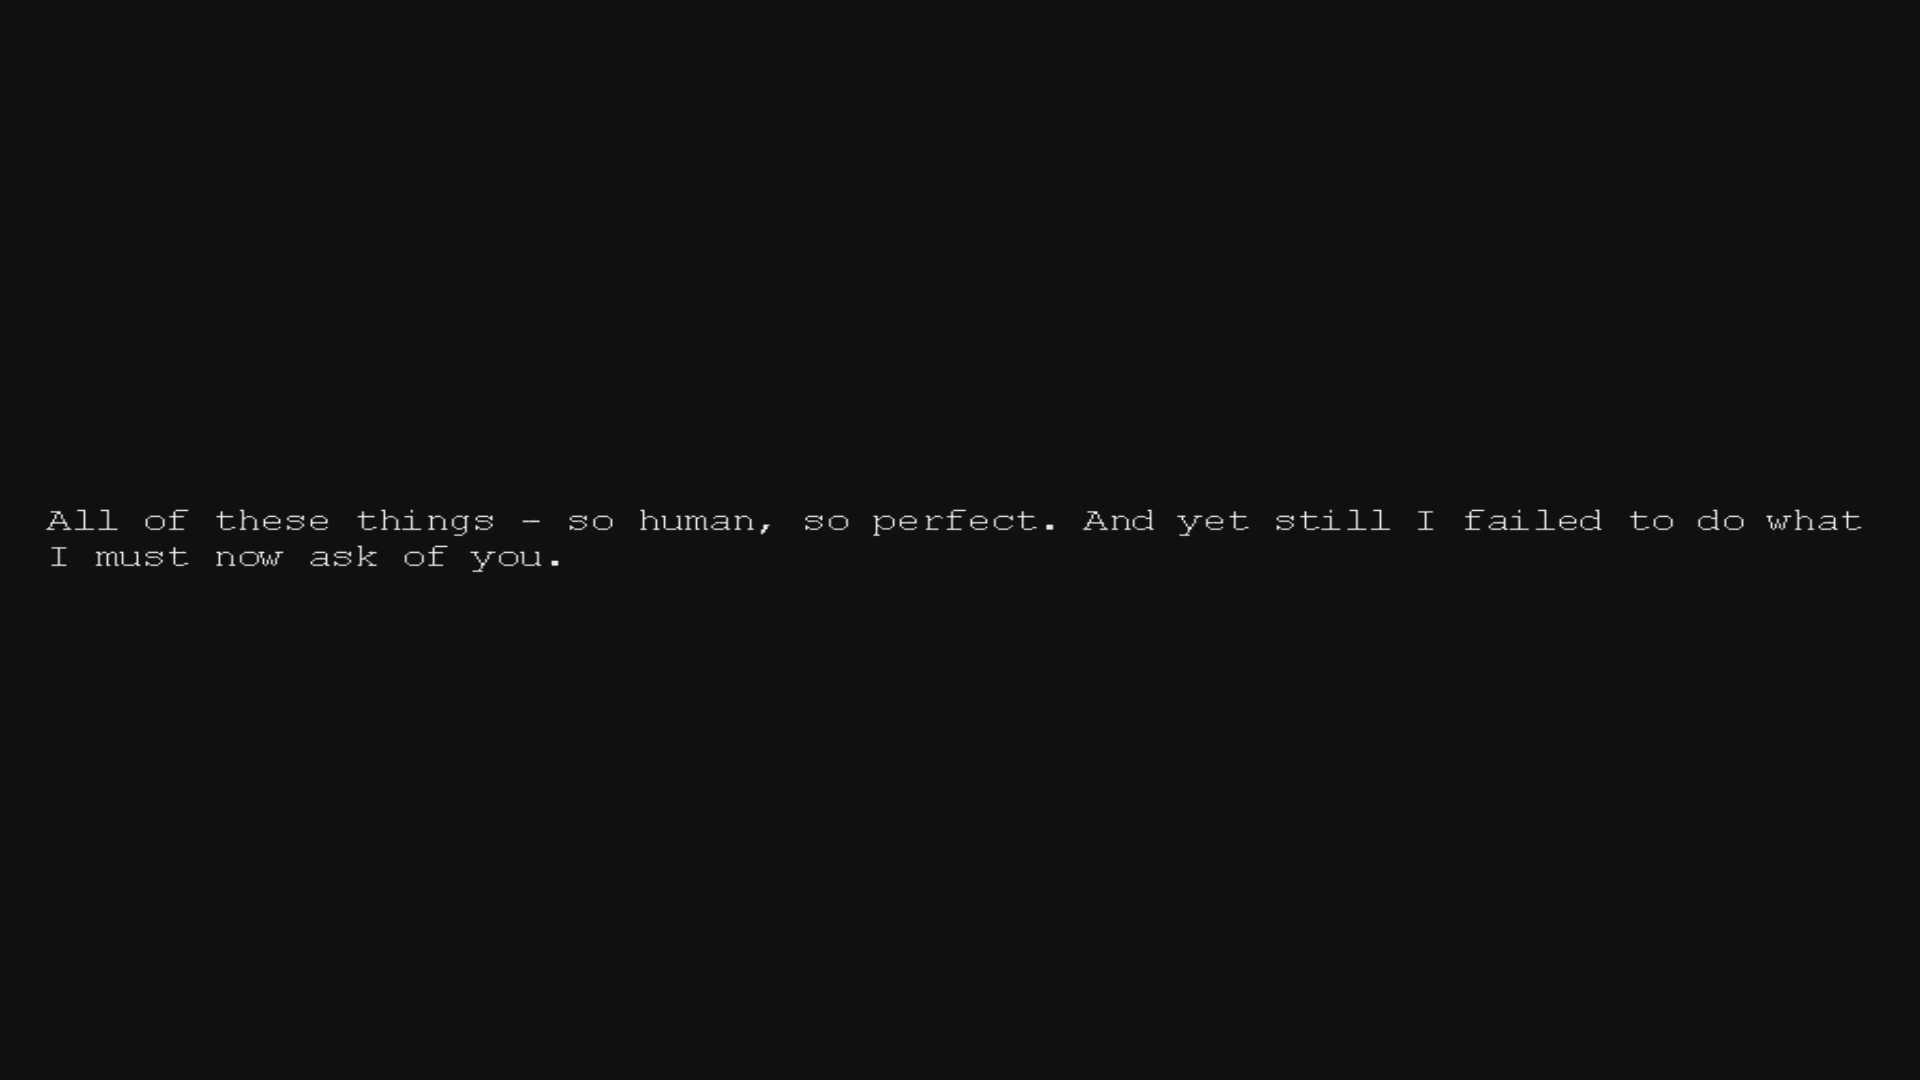 All of these things - so human, so perfect. And yet still I failed to do what
I must now ask of you.